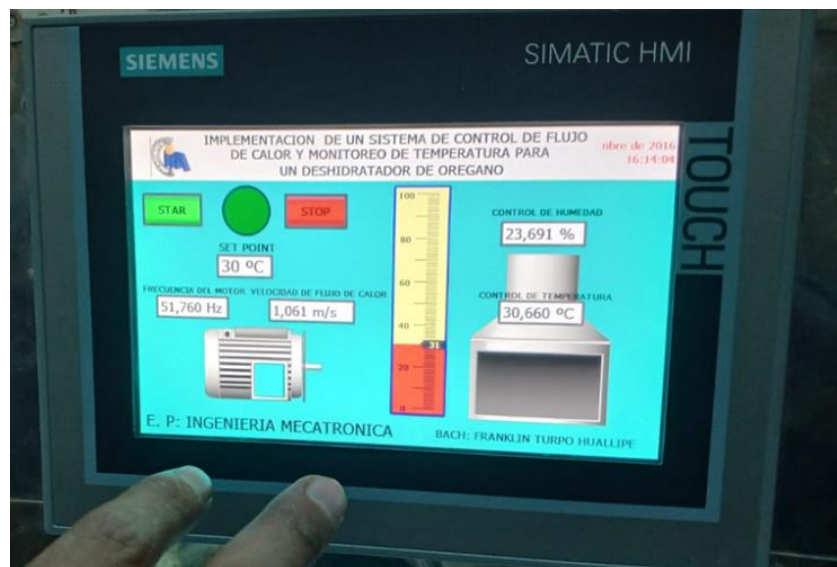 SIEMENS
SIMATIC HMI
TOUCH
IMPLEMENTACION DE UN SISTEMA DE CONTROL DE FLUJO
DE CALOR Y MONITOREO DE TEMPERATURA PARA
UN DESHIDRATADOR DE OREGANO
nbre de 2016
16:14:04
STAR
STOP
SET POINT
30 ºC
FRECUENCIA DEL MOTOR
51,760 Hz
VELOCIDAD DE FLUJO DE CALOR
1,061 m/s
100
80
60
40
31
20
0
CONTROL DE HUMEDAD
23,691 %
CONTROL DE TEMPERATURA
30,660 ºC
E. P: INGENIERIA MECATRONICA
BACH: FRANKLIN TURPO HUALLIPE